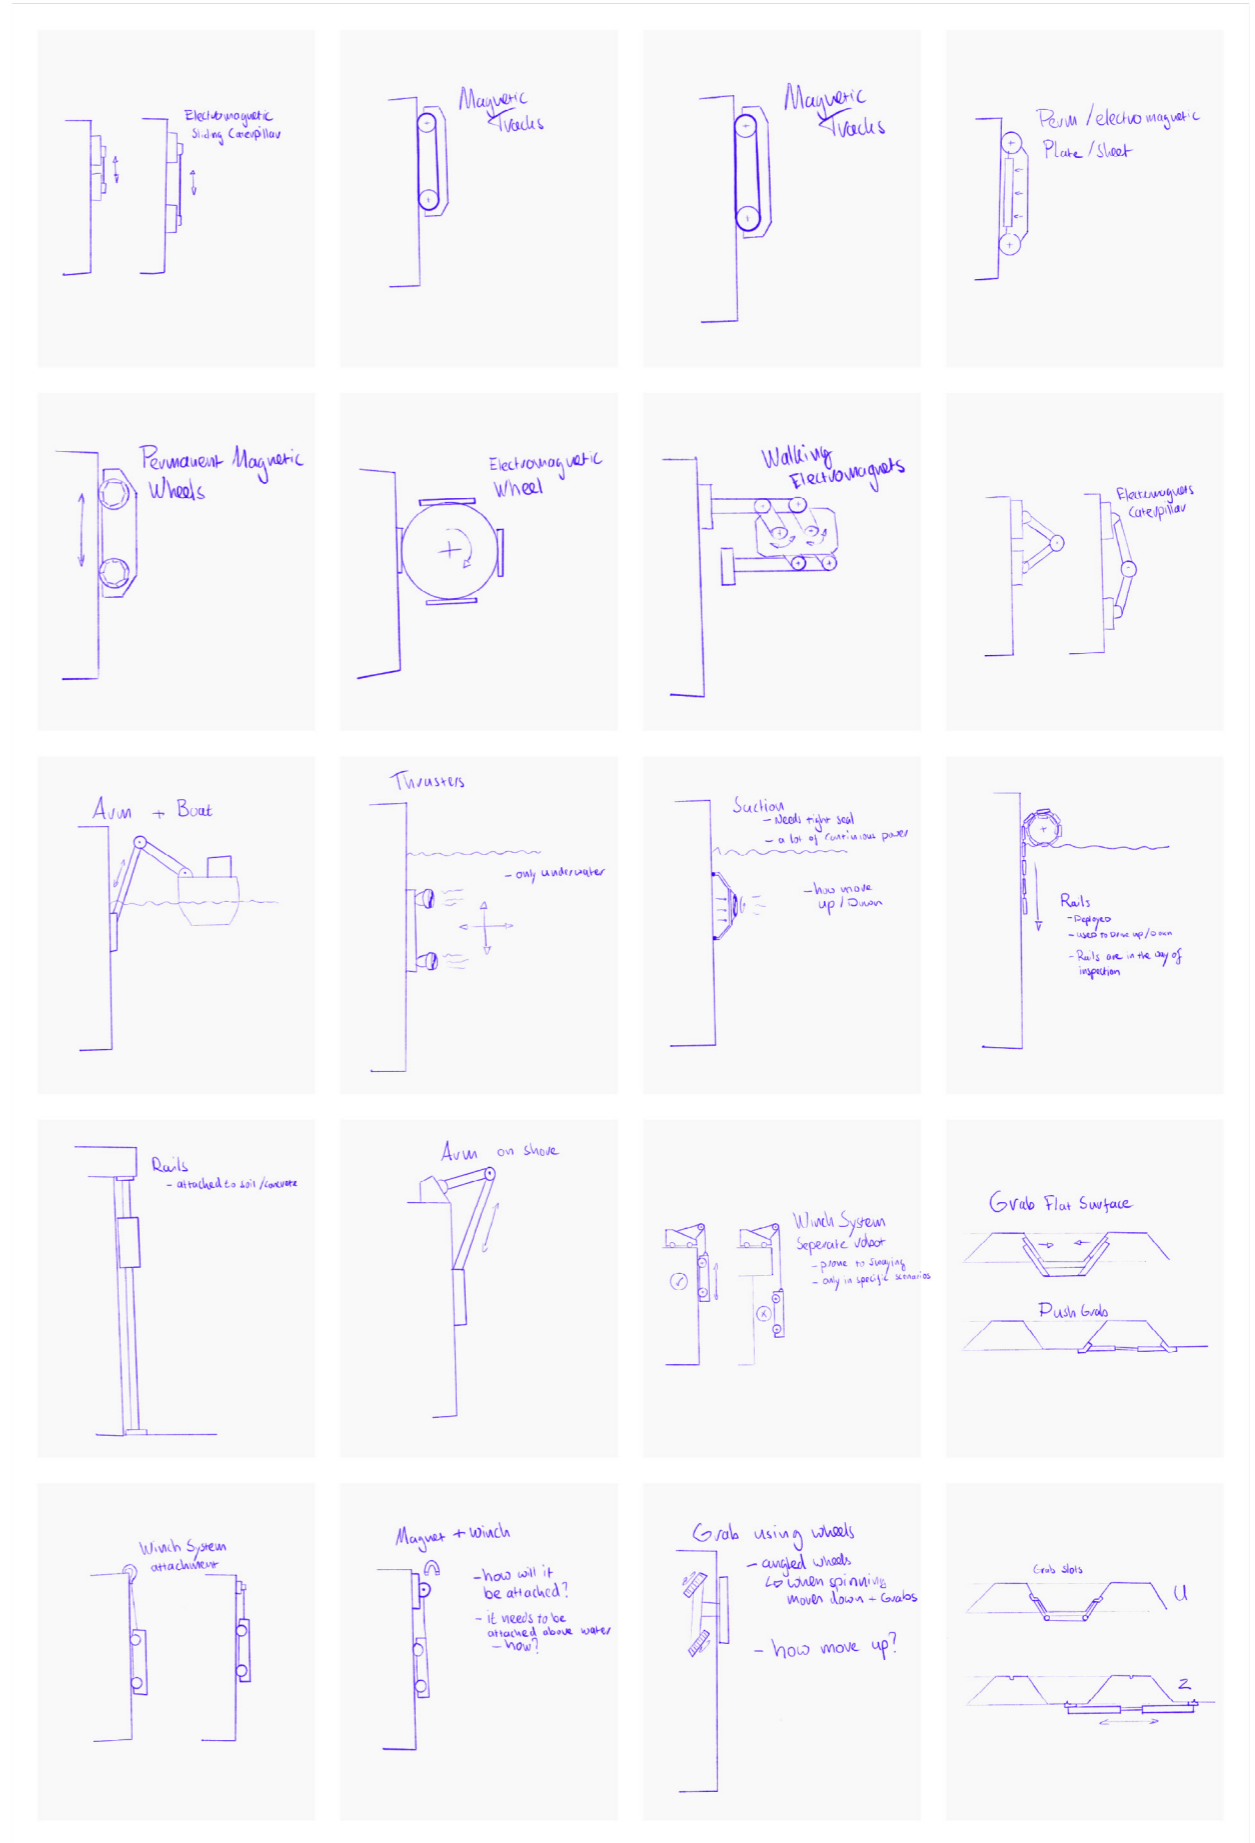 Electromagnetic
Sliding Caterpillar
Magnetic
Tracks
Magnetic
Tracks
Perm/electromagnetic
Plate/sheet
Permanent Magnetic
Wheels
Electromagnetic
Wheel
Walking
Electromagnets
Electromagnets
Caterpillar
Arm + Boat
Thrusters
- only underwater
Suction
- Needs tight seal
- a lot of continuous power
- how move
up/Down
Rails
- Deployed
- used to Drive up/Down
- Rails are in the way of
inspection
Rails
- attached to soil/concrete
Arm on shore
Winch System
Seperate robot
- prone to swaying
- only in specific scenarios
Grab Flat Surface
Push Grab
Winch System
attachment
Magnet + Winch
- how will it
be attached?
- it needs to be
attached above water
- how?
Grab using wheels
- angled wheels
↳ when spinning
moves down + Grabs
- how move up?
Grab Slots
U
Z